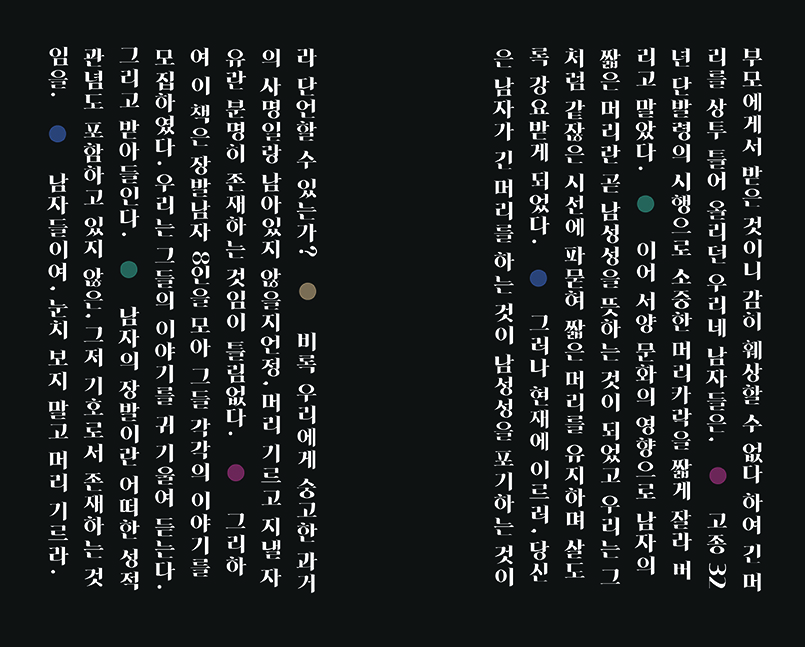 부모에게서 받은 것이니 감히 훼상할 수 없다 하여 긴 머
리를 상투 틀어 올리던 우리네 남자들은. 고종 32
년 단발령의 시행으로 소중한 머리카락을 짧게 잘라 버
리고 말았다. 이어 서양 문화의 영향으로 남자의
짧은 머리란 곧 남성성을 뜻하는 것이 되었고 우리는 그
처럼 같잖은 시선에 파묻혀 짧은 머리를 유지하며 살도
록 강요받게 되었다. 그러나 현재에 이르러, 당신
은 남자가 긴 머리를 하는 것이 남성성을 포기하는 것이
라 단언할 수 있는가? 비록 우리에게 숭고한 과거
의 사명일랑 남아있지 않을지언정, 머리 기르고 지낼 자
유란 분명히 존재하는 것임이 틀림없다. 그리하
여 이 책은 장발남자 8인을 모아 그들 각각의 이야기를
모집하였다. 우리는 그들의 이야기를 귀 기울여 듣는다.
그리고 받아들인다. 남자의 장발이란 어떠한 성적
관념도 포함하고 있지 않은, 그저 기호로서 존재하는 것
임을. 남자들이여, 눈치 보지 말고 머리 기르라.